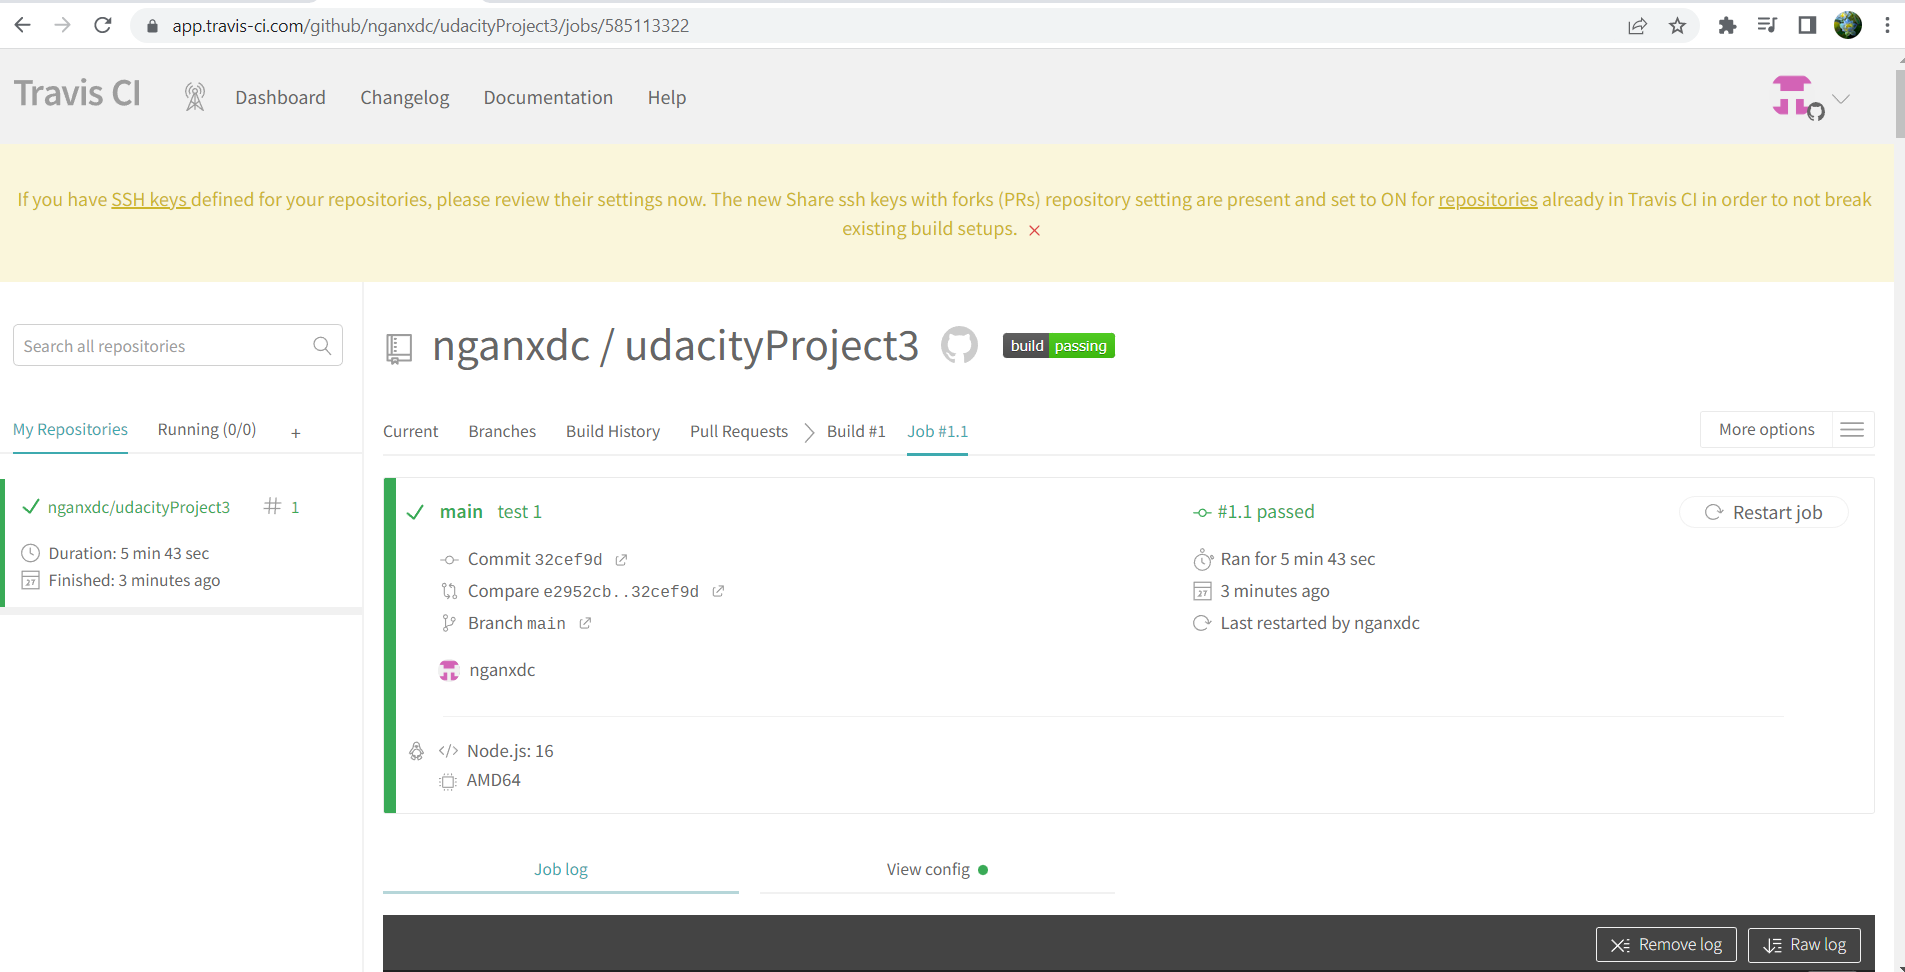 app.travis-ci.com/github/nganxdc/udacityProject3/jobs/585113322
Travis CI
Dashboard
Changelog
Documentation
Help
If you have SSH keys defined for your repositories, please review their settings now. The new Share ssh keys with forks (PRs) repository setting are present and set to ON for repositories already in Travis CI in order to not break
existing build setups.
Search all repositories
My Repositories
Running (0/0)
+
nganxdc/udacityProject3
# 1
Duration: 5 min 43 sec
27 Finished: 3 minutes ago
nganxdc / udacityProject3
build passing
Current
Branches
Build History
Pull Requests
Build #1
Job #1.1
More options
main test 1
Commit 32cef9d
Compare e2952cb..32cef9d
Branch main
nganxdc
#1.1 passed
Ran for 5 min 43 sec
27 3 minutes ago
Last restarted by nganxdc
Restart job
</> Node.js: 16
AMD64
Job log
View config
Remove log
Raw log